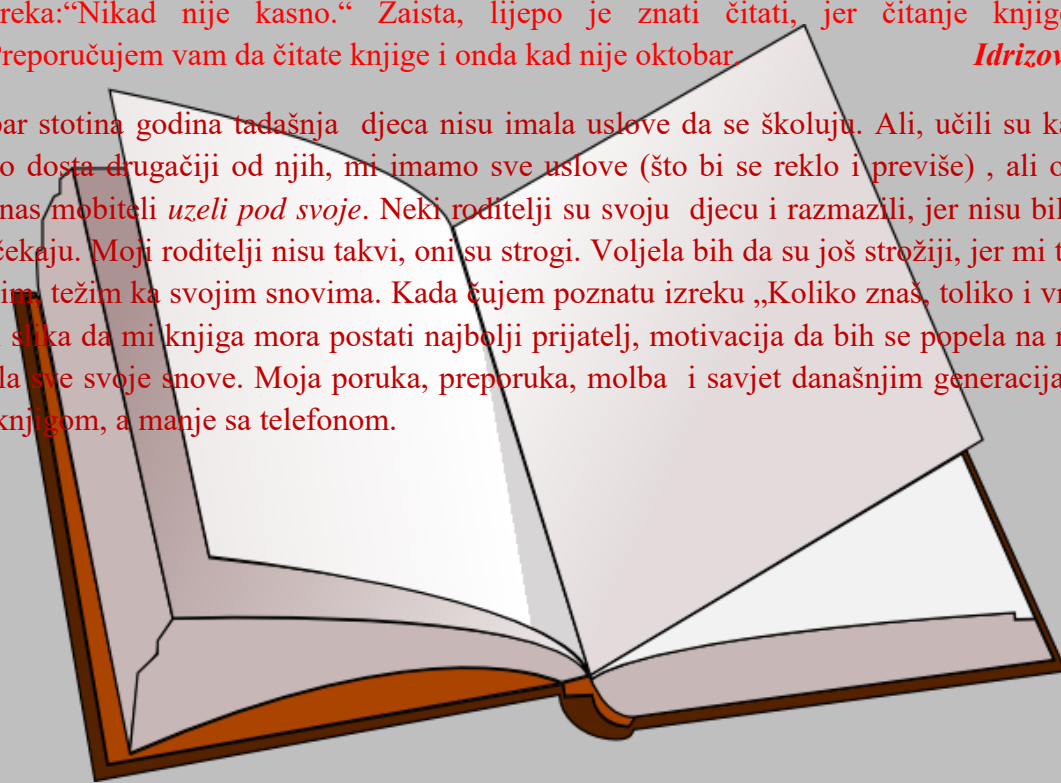 reka:“Nikad nije kasno.“ Zaista, lijepo je znati čitati, jer čitanje knjig
Preporučujem vam da čitate knjige i onda kad nije oktobar. Idrizov
par stotina godina tadašnja djeca nisu imala uslove da se školuju. Ali, učili su k
o dosta drugačiji od njih, mi imamo sve uslove (što bi se reklo i previše) , ali o
nas mobiteli uzeli pod svoje. Neki roditelji su svoju djecu i razmazili, jer nisu bil
čekaju. Moji roditelji nisu takvi, oni su strogi. Voljela bih da su još strožiji, jer mi t
im, težim ka svojim snovima. Kada čujem poznatu izreku „Koliko znaš, toliko i vr
slika da mi knjiga mora postati najbolji prijatelj, motivacija da bih se popela na
la sve svoje snove. Moja poruka, preporuka, molba i savjet današnjim generacija
knjigom, a manje sa telefonom.